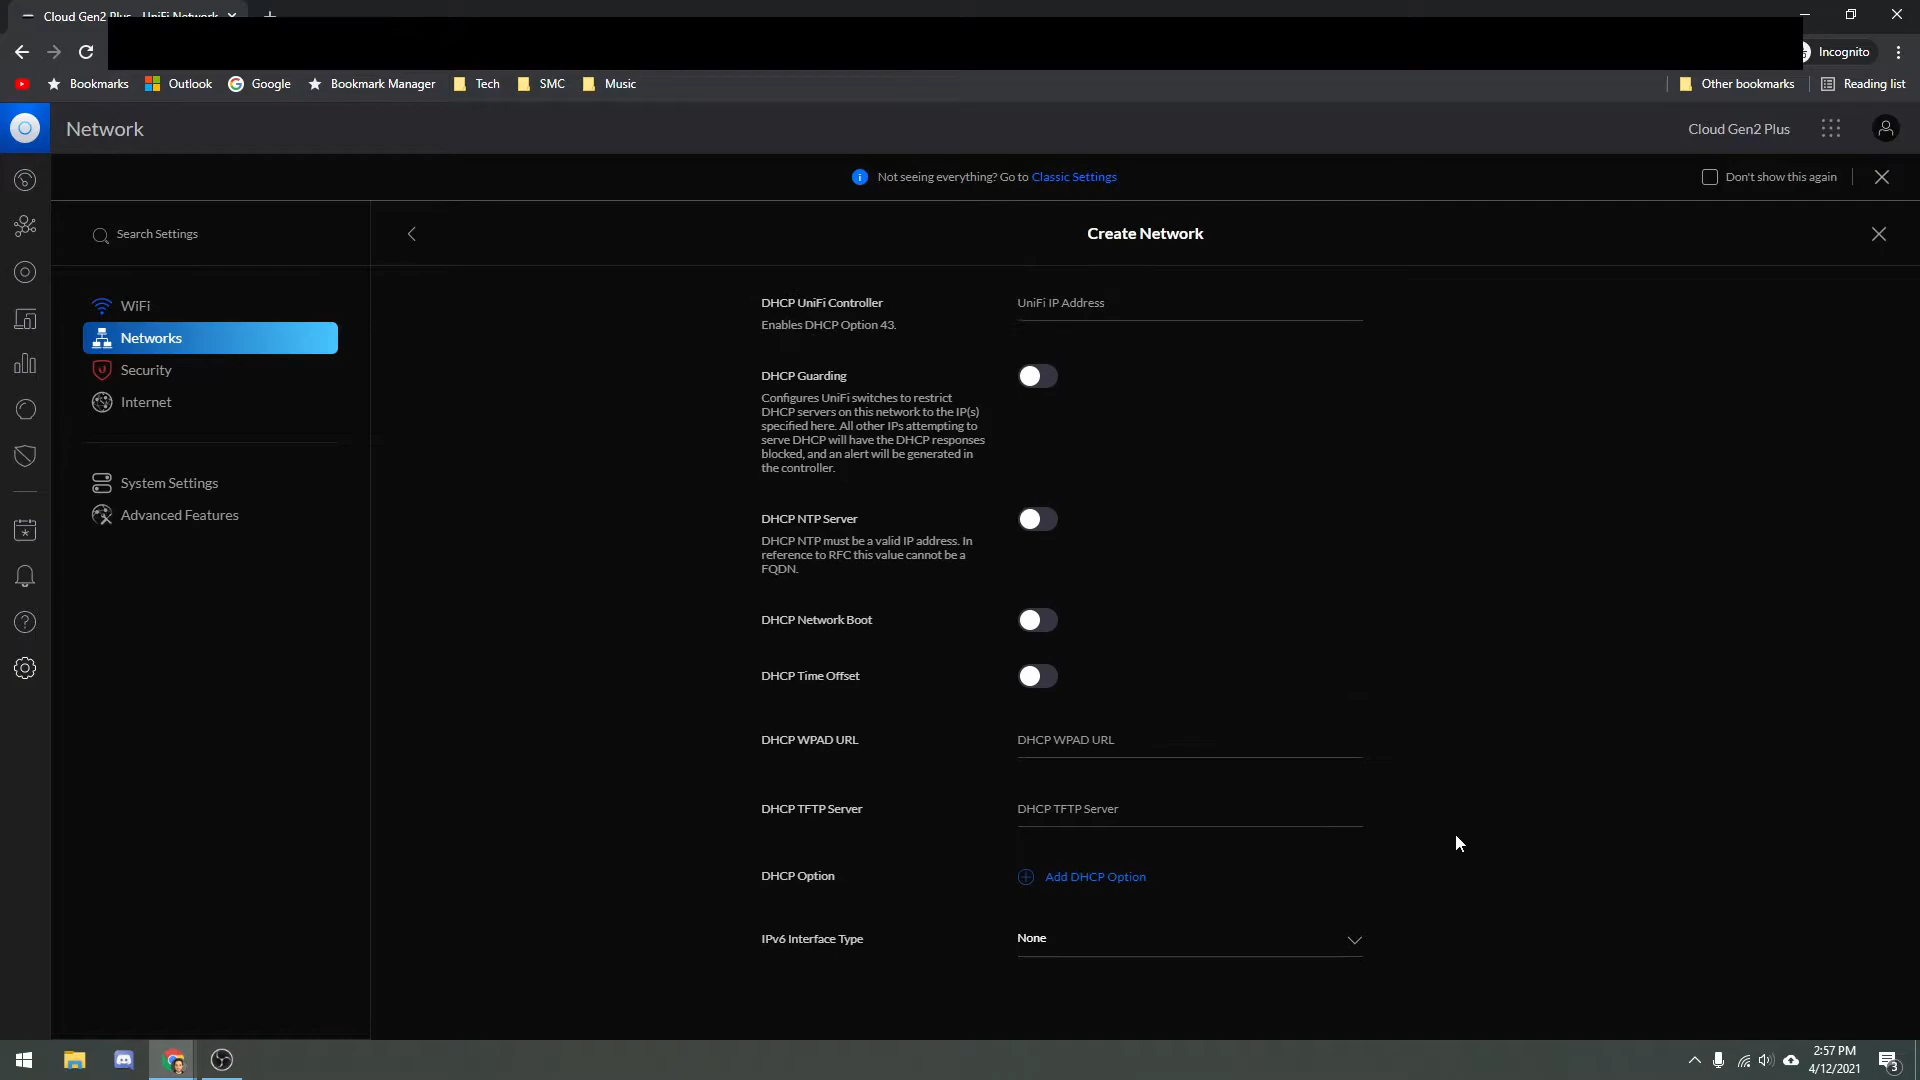 Cloud Gen2 Plus - UniFi Network
Incognito
Bookmarks
Outlook
Google
Bookmark Manager
Tech
SMC
Music
Other bookmarks
Reading list
Network
Cloud Gen2 Plus
Not seeing everything? Go to Classic Settings
Don't show this again
Search Settings
Create Network
WiFi
Networks
Security
Internet
System Settings
Advanced Features
DHCP UniFi Controller
UniFi IP Address
Enables DHCP Option 43.
DHCP Guarding
Configures UniFi switches to restrict
DHCP servers on this network to the IP(s)
specified here. All other IPs attempting to
serve DHCP will have the DHCP responses
blocked, and an alert will be generated in
the controller.
DHCP NTP Server
DHCP NTP must be a valid IP address. In
reference to RFC this value cannot be a
FQDN.
DHCP Network Boot
DHCP Time Offset
DHCP WPAD URL
DHCP WPAD URL
DHCP TFTP Server
DHCP TFTP Server
DHCP Option
Add DHCP Option
IPv6 Interface Type
None
2:57 PM
4/12/2021
3